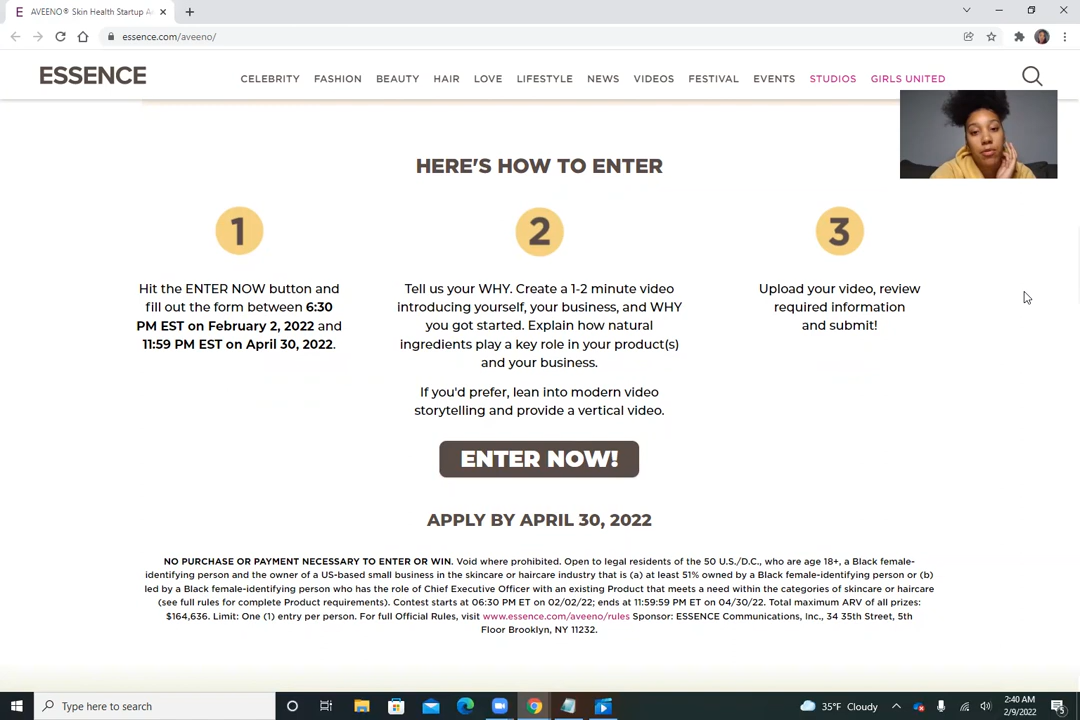 E AVEENO® Skin Health Startup A
essence.com/aveeno/
ESSENCE
CELEBRITY FASHION BEAUTY HAIR LOVE LIFESTYLE NEWS VIDEOS FESTIVAL EVENTS STUDIOS GIRLS UNITED
HERE'S HOW TO ENTER
1
Hit the ENTER NOW button and
fill out the form between 6:30
PM EST on February 2, 2022 and
11:59 PM EST on April 30, 2022.
2
Tell us your WHY. Create a 1-2 minute video
introducing yourself, your business, and WHY
you got started. Explain how natural
ingredients play a key role in your product(s)
and your business.
If you'd prefer, lean into modern video
storytelling and provide a vertical video.
3
Upload your video, review
required information
and submit!
ENTER NOW!
APPLY BY APRIL 30, 2022
NO PURCHASE OR PAYMENT NECESSARY TO ENTER OR WIN. Void where prohibited. Open to legal residents of the 50 U.S./D.C., who are age 18+, a Black female-
identifying person and the owner of a US-based small business in the skincare or haircare industry that is (a) at least 51% owned by a Black female-identifying person or (b)
led by a Black female-identifying person who has the role of Chief Executive Officer with an existing Product that meets a need within the categories of skincare or haircare
(see full rules for complete Product requirements). Contest starts at 06:30 PM ET on 02/02/22; ends at 11:59:59 PM ET on 04/30/22. Total maximum ARV of all prizes:
$164,636. Limit: One (1) entry per person. For full Official Rules, visit www.essence.com/aveeno/rules Sponsor: ESSENCE Communications, Inc., 34 35th Street, 5th
Floor Brooklyn, NY 11232.
Type here to search
35°F Cloudy
2:40 AM
2/9/2022
5